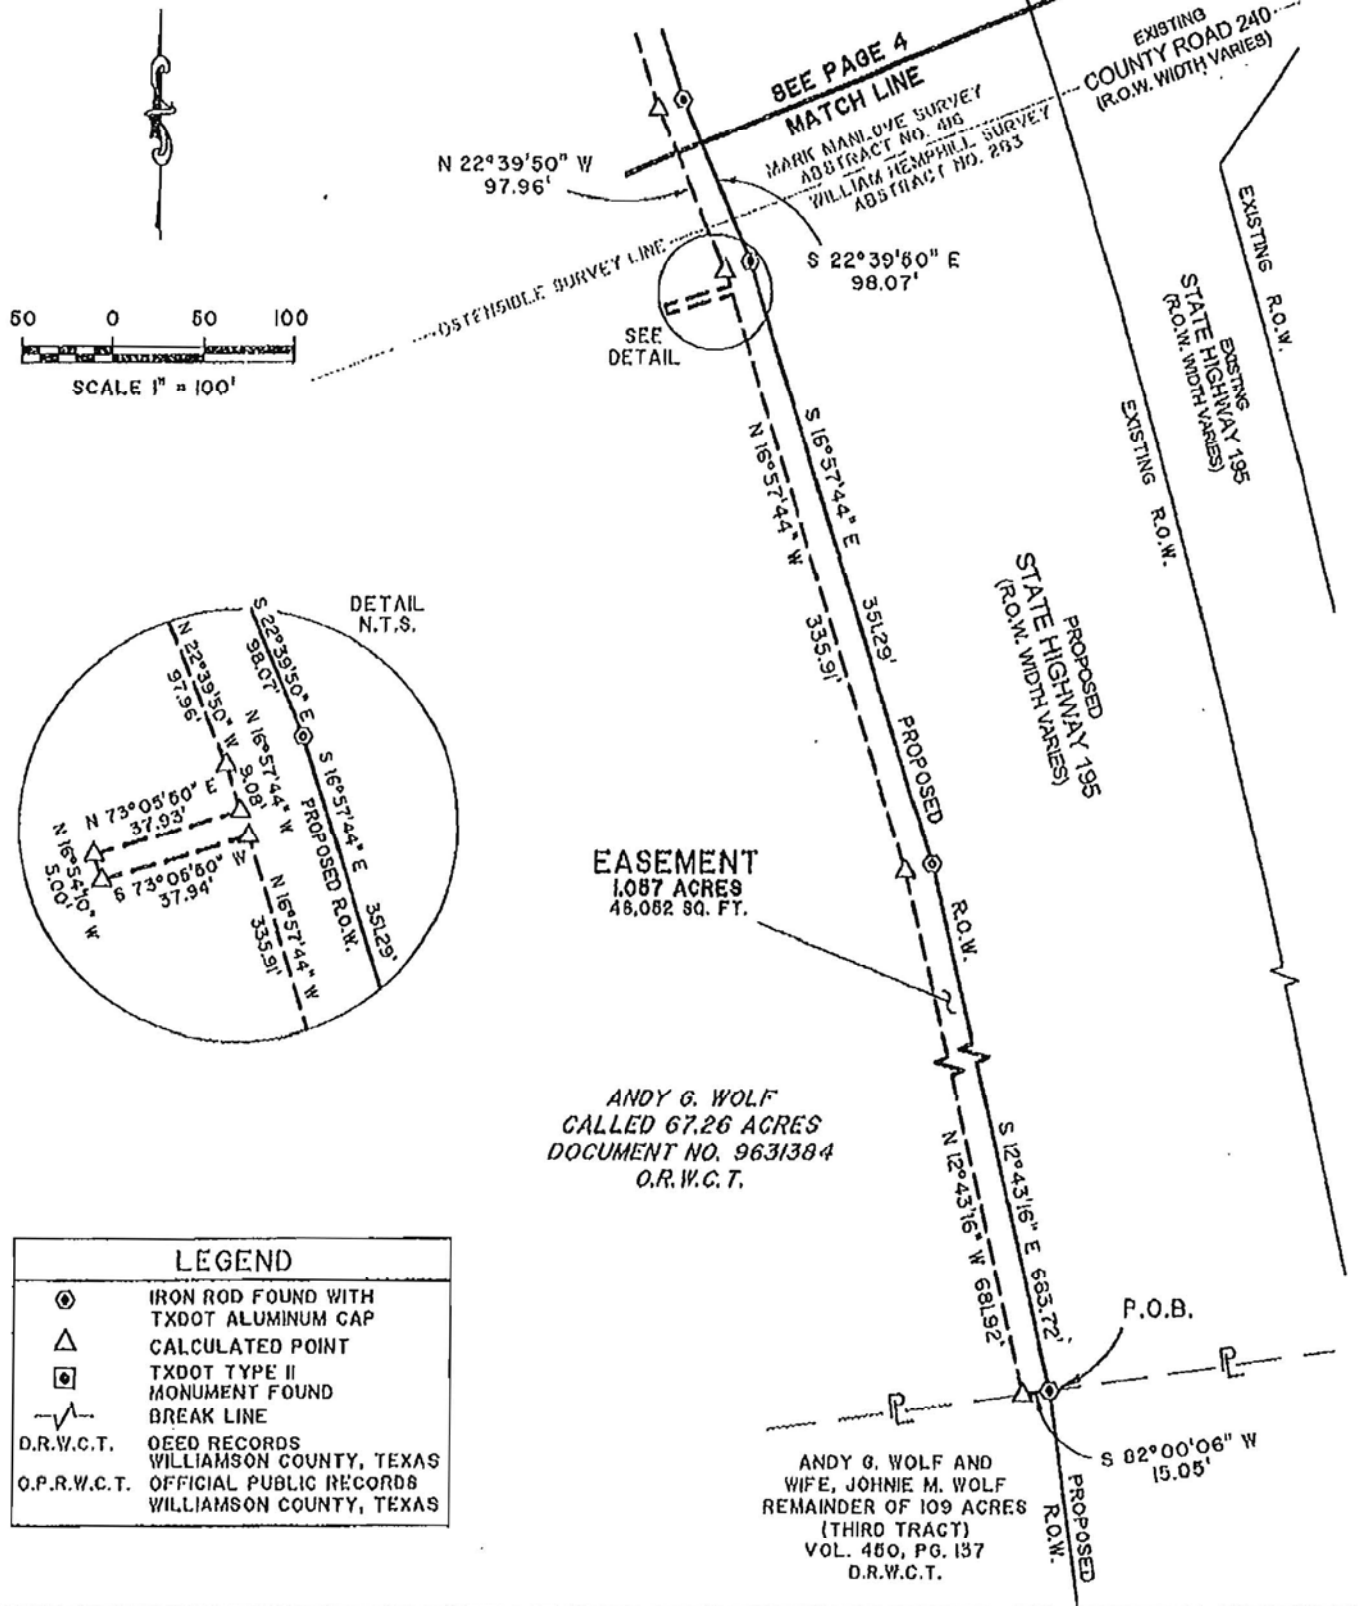 SEE PAGE 4
MATCH LINE
EXISTING
COUNTY ROAD 240
(R.O.W. WIDTH VARIES)
MARK MANLOVE SURVEY
ABSTRACT NO. 416
WILLIAM HEMPHILL SURVEY
ABSTRACT NO. 283
N 22°39'50" W
97.96'
S 22°39'50" E
98.07'
OSTENSIBLE SURVEY LINE
SEE
DETAIL
50 0 50 100
SCALE 1" = 100'
EXISTING R.O.W.
EXISTING
STATE HIGHWAY 195
(R.O.W. WIDTH VARIES)
EXISTING R.O.W.
N 16°57'44" W
335.91'
S 16°57'44" E
351.29'
PROPOSED
R.O.W.
PROPOSED
STATE HIGHWAY 195
(R.O.W. WIDTH VARIES)
DETAIL
N.T.S.
N 22°39'50" W
97.96'
S 22°39'50" E
98.07'
N 16°57'44" W
9.08'
N 73°05'50" E
37.93'
N 16°54'10" W
5.00'
S 73°05'50" W
37.94'
S 16°57'44" E
351.29'
PROPOSED R.O.W.
N 16°57'44" W
335.91'
EASEMENT
1.057 ACRES
46,052 SQ. FT.
ANDY G. WOLF
CALLED 67.26 ACRES
DOCUMENT NO. 9631384
O.R.W.C.T.
N 12°43'16" W 681.92'
S 12°43'16" E 683.72'
P.O.B.
PL
PL
S 82°00'06" W
15.05'
PROPOSED
R.O.W.
ANDY G. WOLF AND
WIFE, JOHNIE M. WOLF
REMAINDER OF 109 ACRES
(THIRD TRACT)
VOL. 450, PG. 137
D.R.W.C.T.
LEGEND
IRON ROD FOUND WITH
TXDOT ALUMINUM CAP
CALCULATED POINT
TXDOT TYPE II
MONUMENT FOUND
BREAK LINE
D.R.W.C.T. DEED RECORDS
WILLIAMSON COUNTY, TEXAS
O.P.R.W.C.T. OFFICIAL PUBLIC RECORDS
WILLIAMSON COUNTY, TEXAS